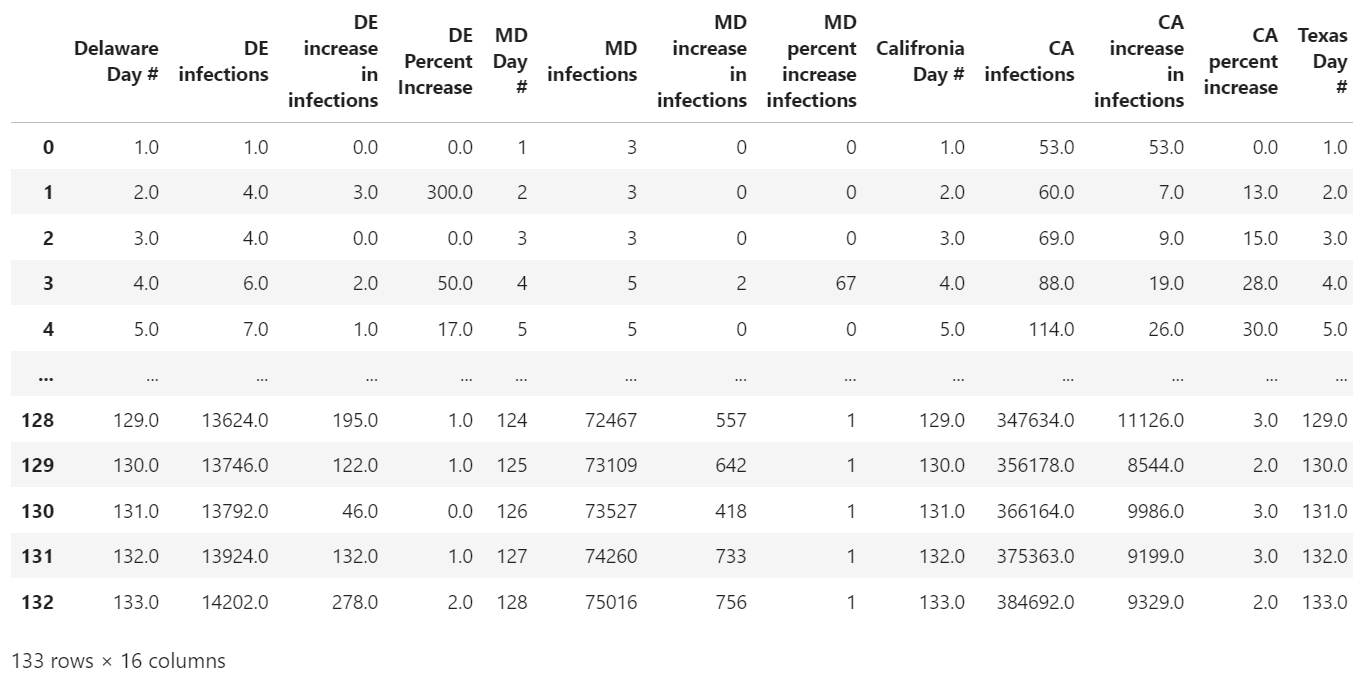 Delaware Day # DE infections DE increase in infections DE Percent Increase MD Day # MD infections MD increase in infections MD percent increase infections Califronia Day # CA infections CA increase in infections CA percent increase Texas Day #
0 1.0 1.0 0.0 0.0 1 3 0 0 1.0 53.0 53.0 0.0 1.0
1 2.0 4.0 3.0 300.0 2 3 0 0 2.0 60.0 7.0 13.0 2.0
2 3.0 4.0 0.0 0.0 3 3 0 0 3.0 69.0 9.0 15.0 3.0
3 4.0 6.0 2.0 50.0 4 5 2 67 4.0 88.0 19.0 28.0 4.0
4 5.0 7.0 1.0 17.0 5 5 0 0 5.0 114.0 26.0 30.0 5.0
... ... ... ... ... ... ... ... ... ... ... ... ... ...
128 129.0 13624.0 195.0 1.0 124 72467 557 1 129.0 347634.0 11126.0 3.0 129.0
129 130.0 13746.0 122.0 1.0 125 73109 642 1 130.0 356178.0 8544.0 2.0 130.0
130 131.0 13792.0 46.0 0.0 126 73527 418 1 131.0 366164.0 9986.0 3.0 131.0
131 132.0 13924.0 132.0 1.0 127 74260 733 1 132.0 375363.0 9199.0 3.0 132.0
132 133.0 14202.0 278.0 2.0 128 75016 756 1 133.0 384692.0 9329.0 2.0 133.0
133 rows × 16 columns